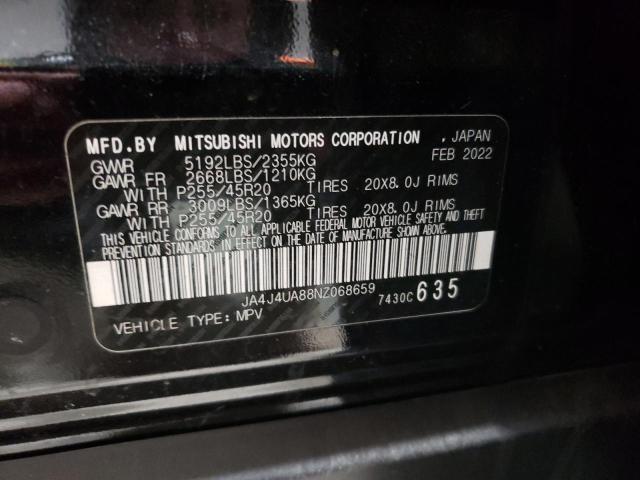 MFD.BY MITSUBISHI MOTORS CORPORATION . JAPAN
GWWR 5192LBS/2355KG FEB 2022
GAWR FR 2668LBS/1210KG
WITH P255/45R20 TIRES 20X8.0J RIMS
GAWR RR 3009LBS/1365KG
WITH P255/45R20 TIRES 20X8.0J RIMS
THIS VEHICLE CONFORMS TO ALL APPLICABLE FEDERAL MOTOR VEHICLE SAFETY AND THEFT
PREVENTION STANDARDS IN EFFECT ON THE DATE OF MANUFACTURE SHOWN ABOVE.
JA4J4UA88NZ068659 7430C 635
VEHICLE TYPE: MPV